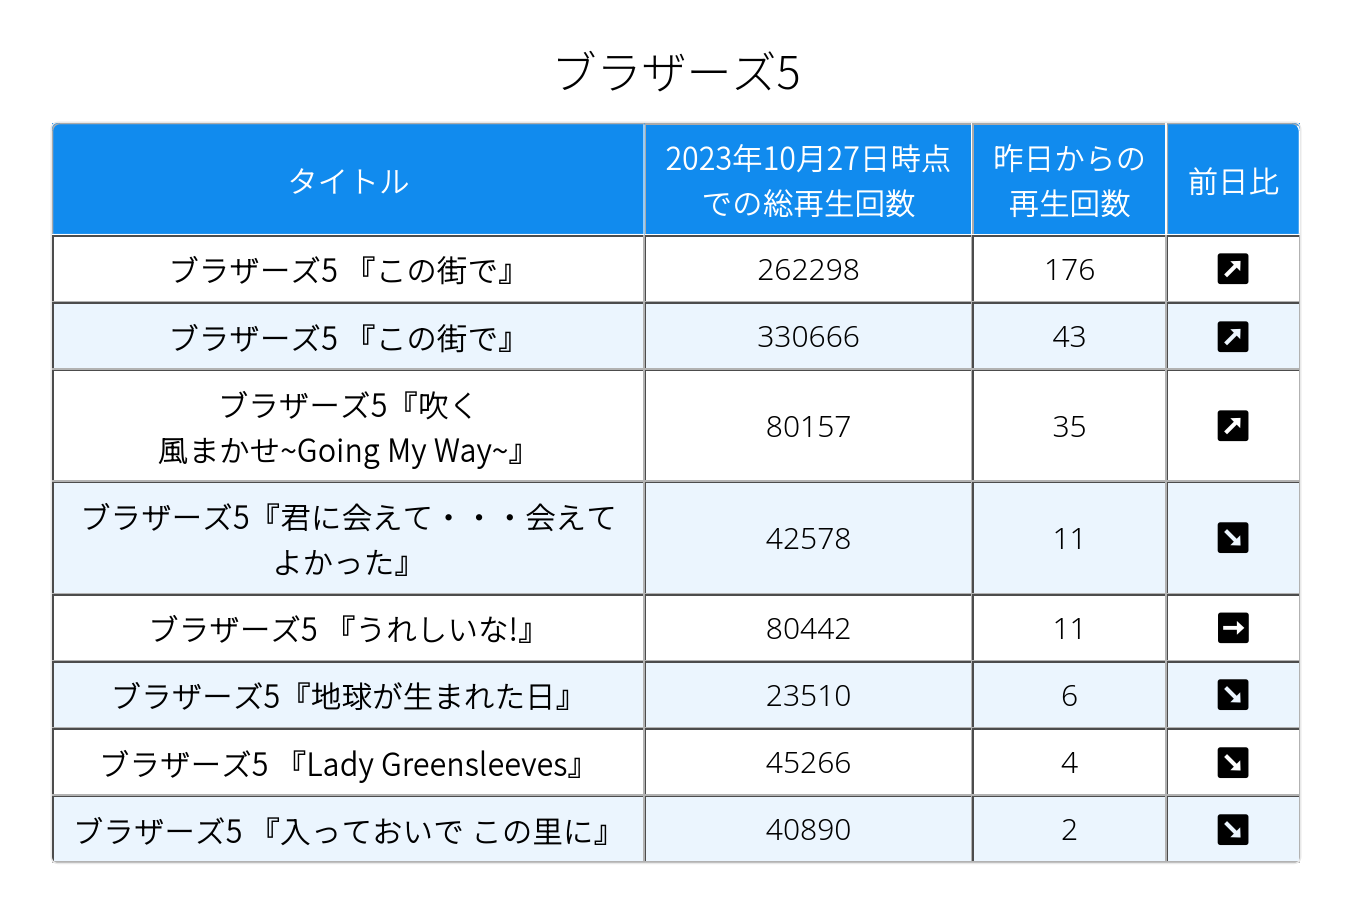 ブラザーズ5
タイトル
2023年10月27日時点
での総再生回数
昨日からの
再生回数
前日比
ブラザーズ5 『この街で』
262298
176
ブラザーズ5 『この街で』
330666
43
ブラザーズ5『吹く
風まかせ~Going My Way~』
80157
35
ブラザーズ5『君に会えて・・・会えて
よかった』
42578
11
ブラザーズ5 『うれしいな!』
80442
11
ブラザーズ5『地球が生まれた日』
23510
6
ブラザーズ5 『Lady Greensleeves』
45266
4
ブラザーズ5 『入っておいで この里に』
40890
2